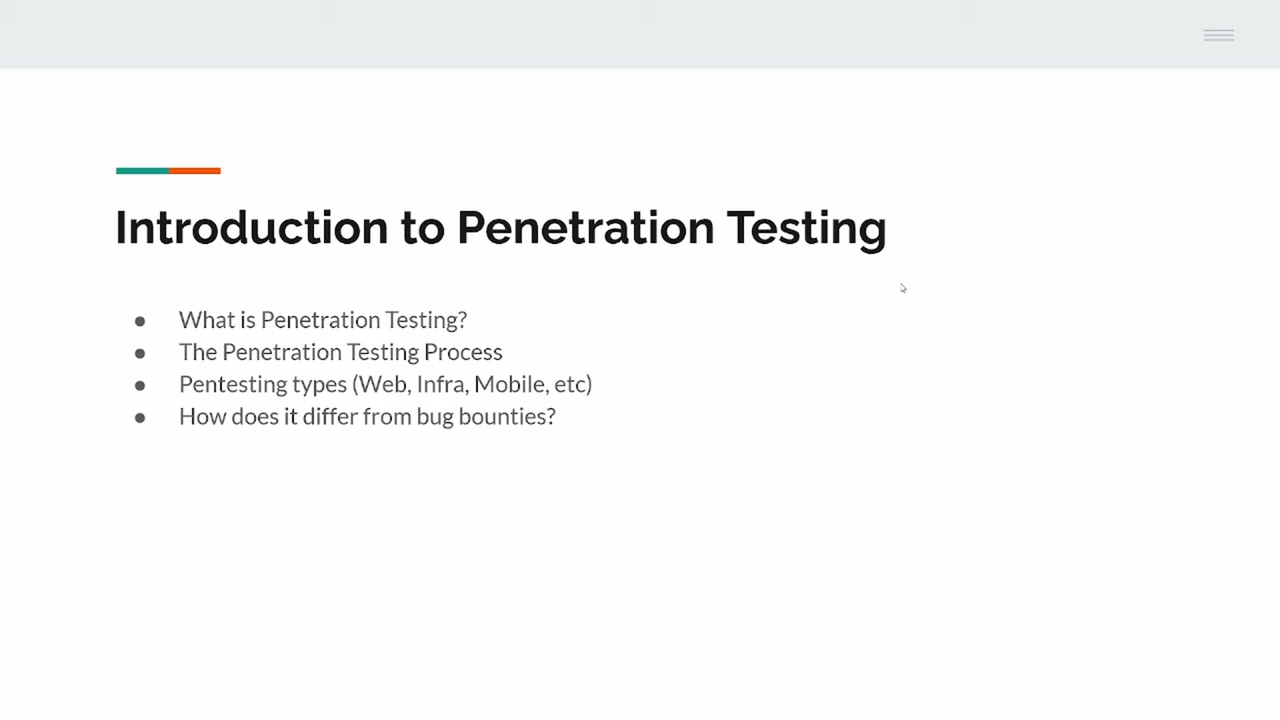 Introduction to Penetration Testing
● What is Penetration Testing?
● The Penetration Testing Process
● Pentesting types (Web, Infra, Mobile, etc)
● How does it differ from bug bounties?